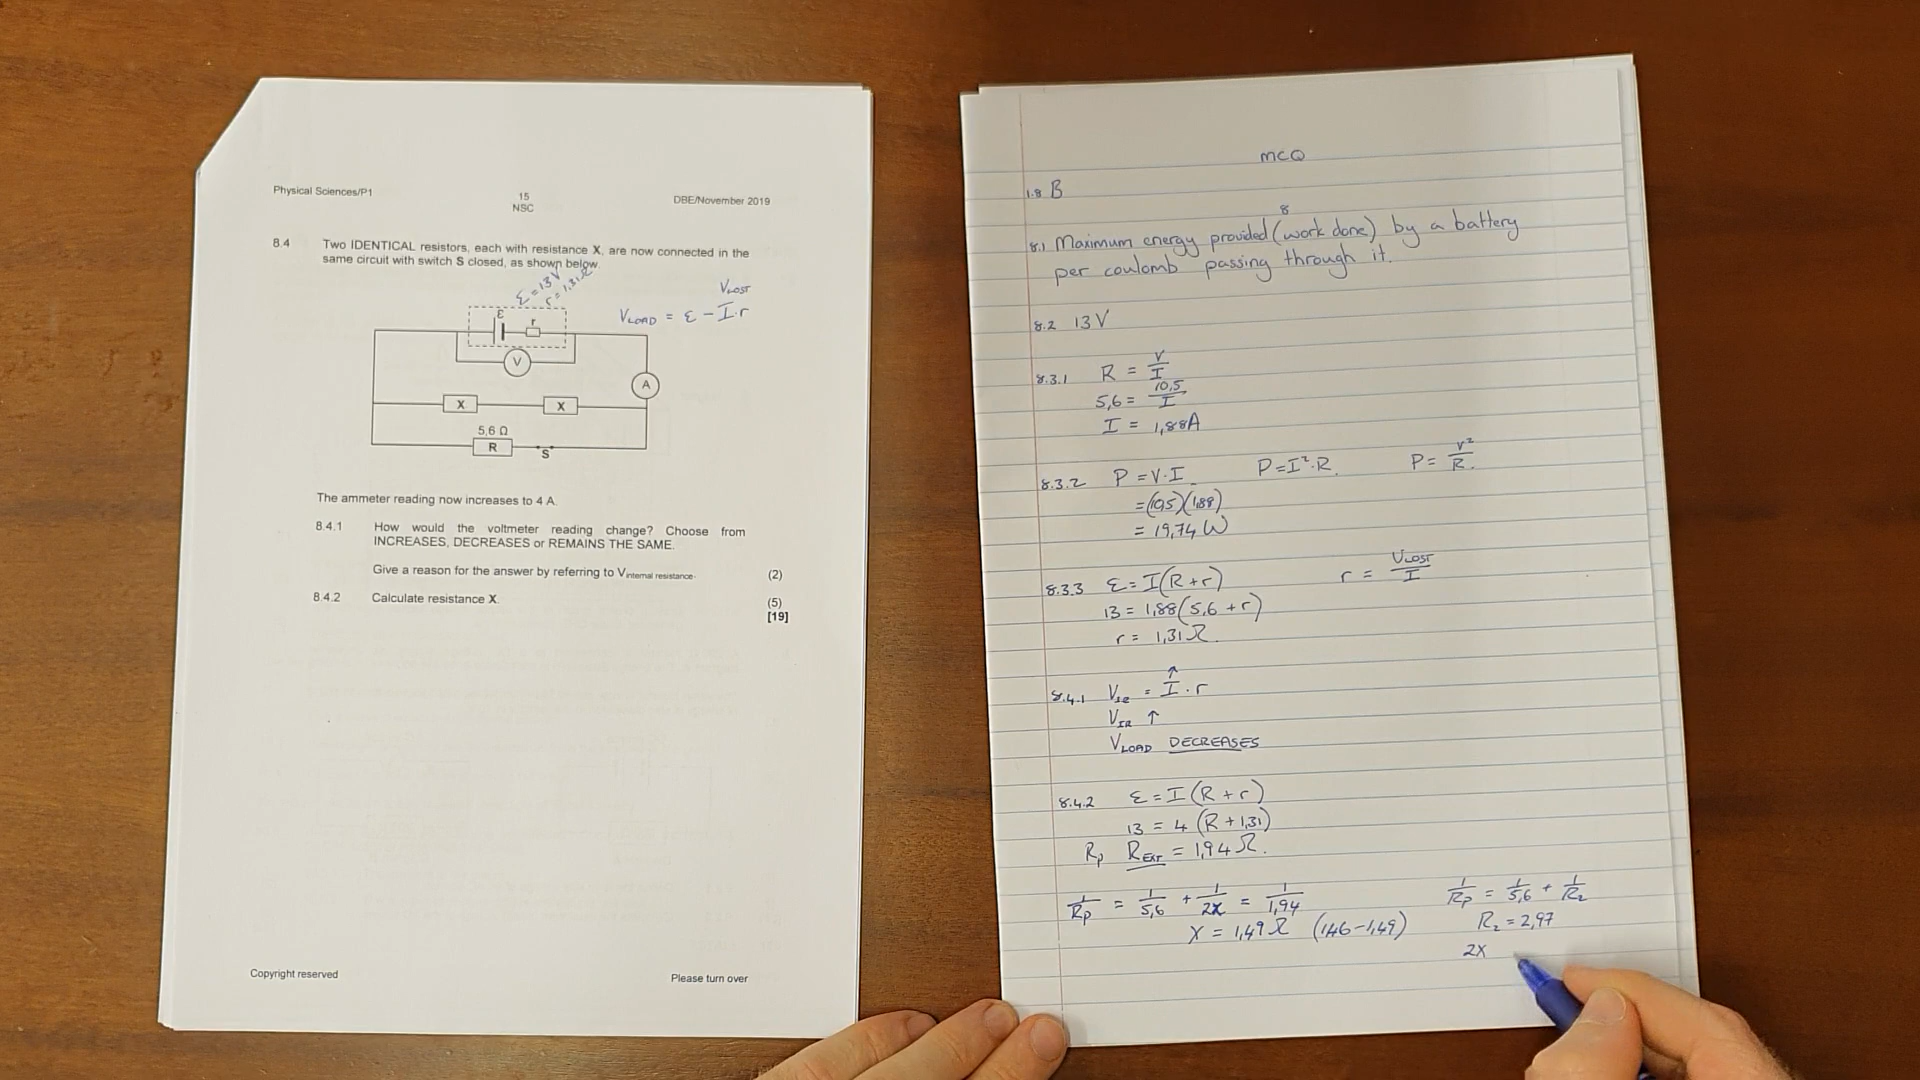 Physical Sciences/P1
15
NSC
DBE/November 2019
8.4 Two IDENTICAL resistors, each with resistance X, are now connected in the
same circuit with switch S closed, as shown below.
ε = 13V
r = 1,31Ω
V_LOST
V_LOAD = ε - I.r
ε
r
V
A
X
X
5,6 Ω
R
S
The ammeter reading now increases to 4 A.
8.4.1 How would the voltmeter reading change? Choose from
INCREASES, DECREASES or REMAINS THE SAME.
Give a reason for the answer by referring to V_internal resistance. (2)
8.4.2 Calculate resistance X. (5)
[19]
Copyright reserved
Please turn over
MCQ
1.8 B
8
8.1 Maximum energy provided (work done) by a battery
per coulomb passing through it.
8.2 13 V
8.3.1 R = V/I
5,6 = 10,5/I
I = 1,88A
8.3.2 P = V.I P = I².R P = V²/R
= (10,5)(1,88)
= 19,74 W
8.3.3 ε = I(R+r) r = V_LOST/I
13 = 1,88(5,6 + r)
r = 1,31Ω
8.4.1 V_IR = I↑ . r
V_IR ↑
V_LOAD DECREASES
8.4.2 ε = I(R+r)
13 = 4 (R + 1,31)
Rp R_EXT = 1,94Ω.
1/Rp = 1/5,6 + 1/2X = 1/1,94
X = 1,49Ω (1,46-1,49)
1/Rp = 1/5,6 + 1/R₂
R₂ = 2,97
2X